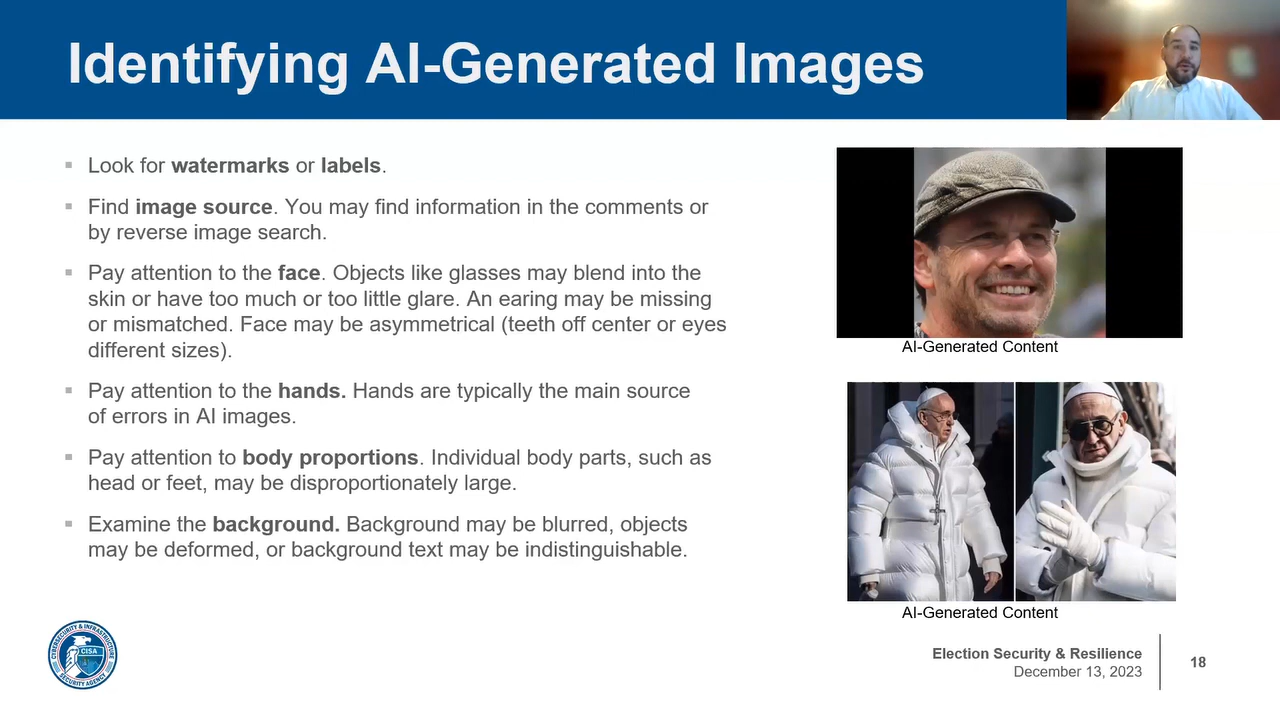 Identifying AI-Generated Images
Look for watermarks or labels.
Find image source. You may find information in the comments or
by reverse image search.
Pay attention to the face. Objects like glasses may blend into the
skin or have too much or too little glare. An earing may be missing
or mismatched. Face may be asymmetrical (teeth off center or eyes
different sizes).
Pay attention to the hands. Hands are typically the main source
of errors in AI images.
Pay attention to body proportions. Individual body parts, such as
head or feet, may be disproportionately large.
Examine the background. Background may be blurred, objects
may be deformed, or background text may be indistinguishable.
AI-Generated Content
AI-Generated Content
CYBERSECURITY & INFRASTRUCTURE
CISA
SECURITY AGENCY
Election Security & Resilience
December 13, 2023
18